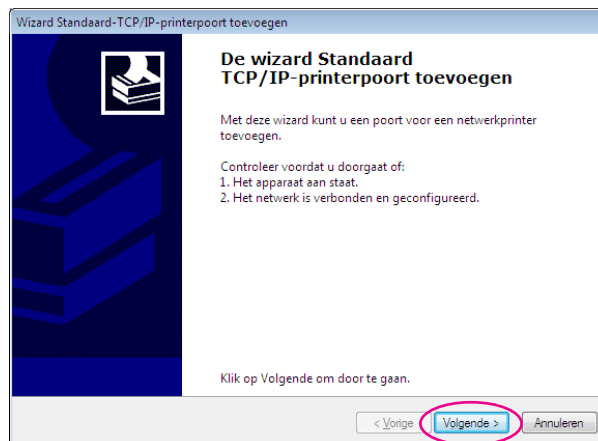 Wizard Standaard-TCP/IP-printerpoort toevoegen
De wizard Standaard
TCP/IP-printerpoort toevoegen
Met deze wizard kunt u een poort voor een netwerkprinter
toevoegen.
Controleer voordat u doorgaat of:
1. Het apparaat aan staat.
2. Het netwerk is verbonden en geconfigureerd.
Klik op Volgende om door te gaan.
< Vorige Volgende > Annuleren